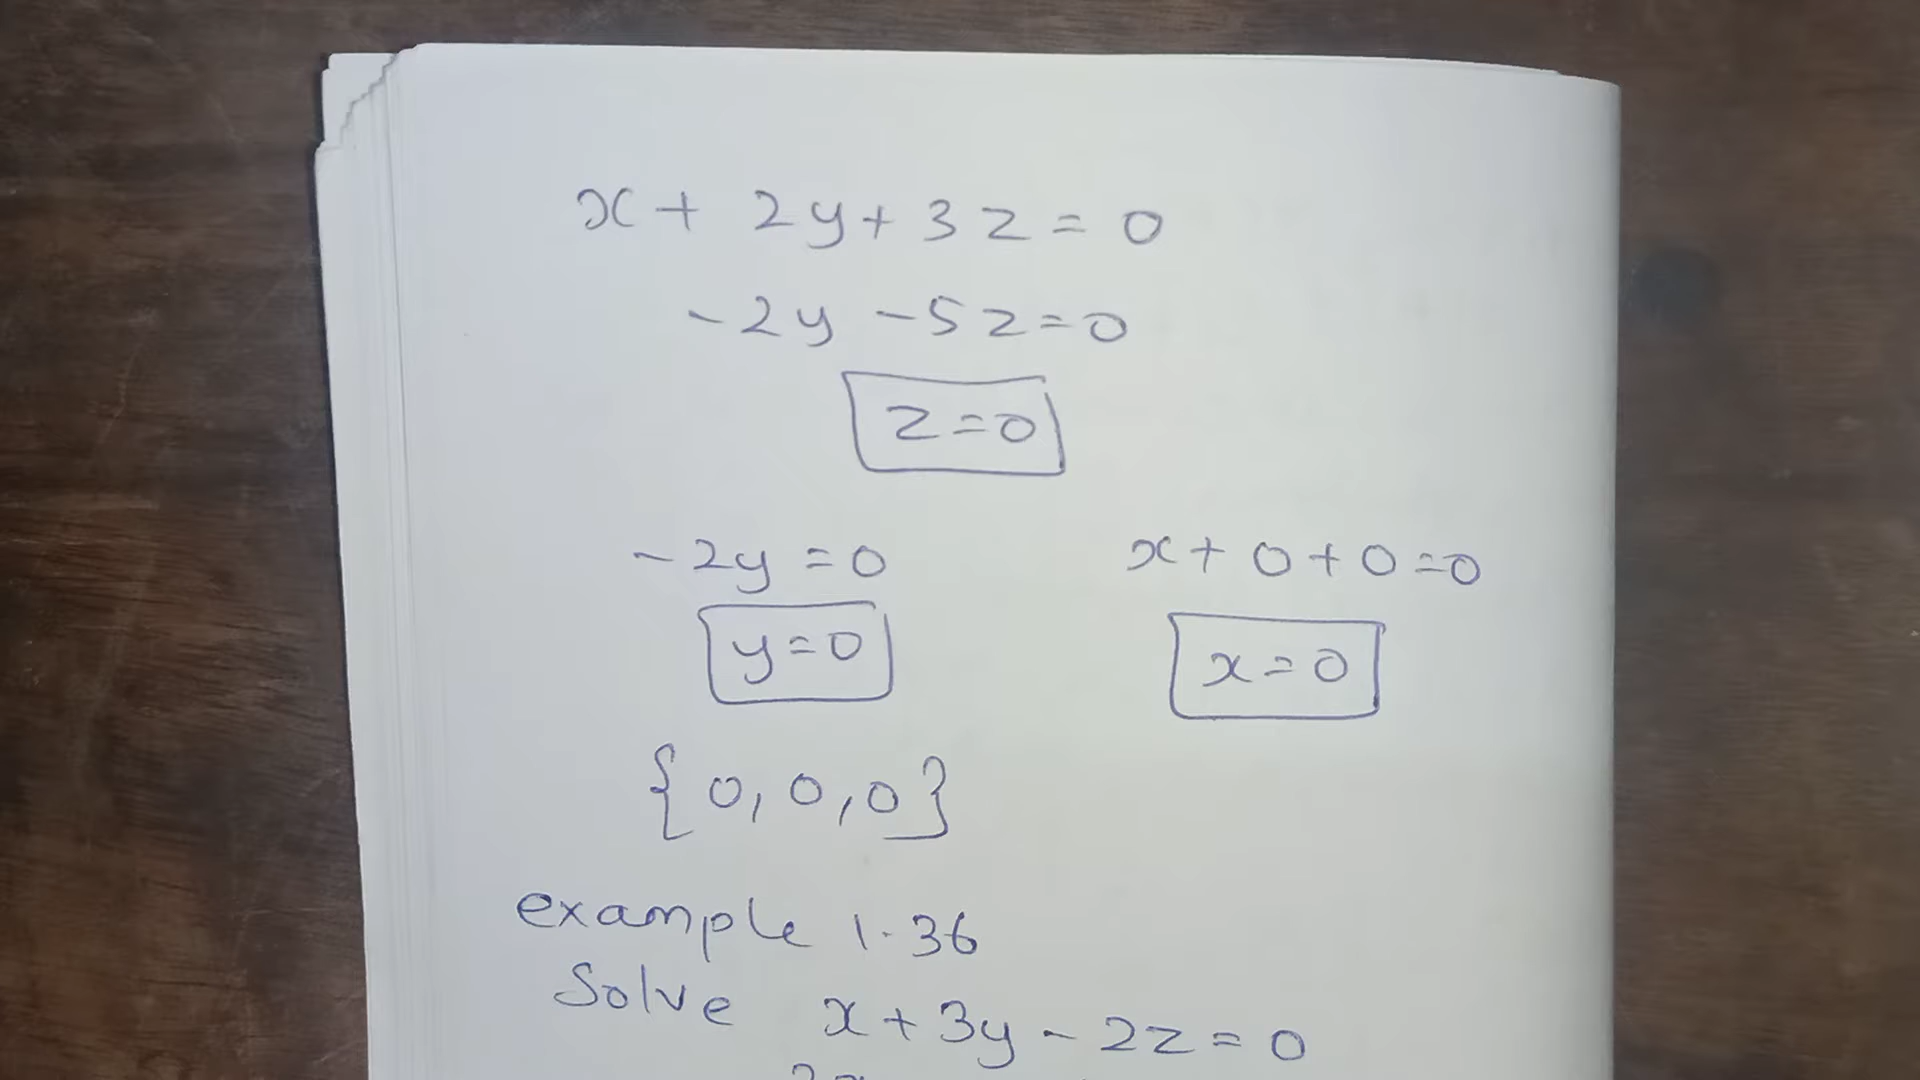 x + 2y + 3z = 0
-2y - 5z = 0
z = 0
-2y = 0
x + 0 + 0 = 0
y = 0
x = 0
{0, 0, 0}
example 1.36
Solve x + 3y - 2z = 0